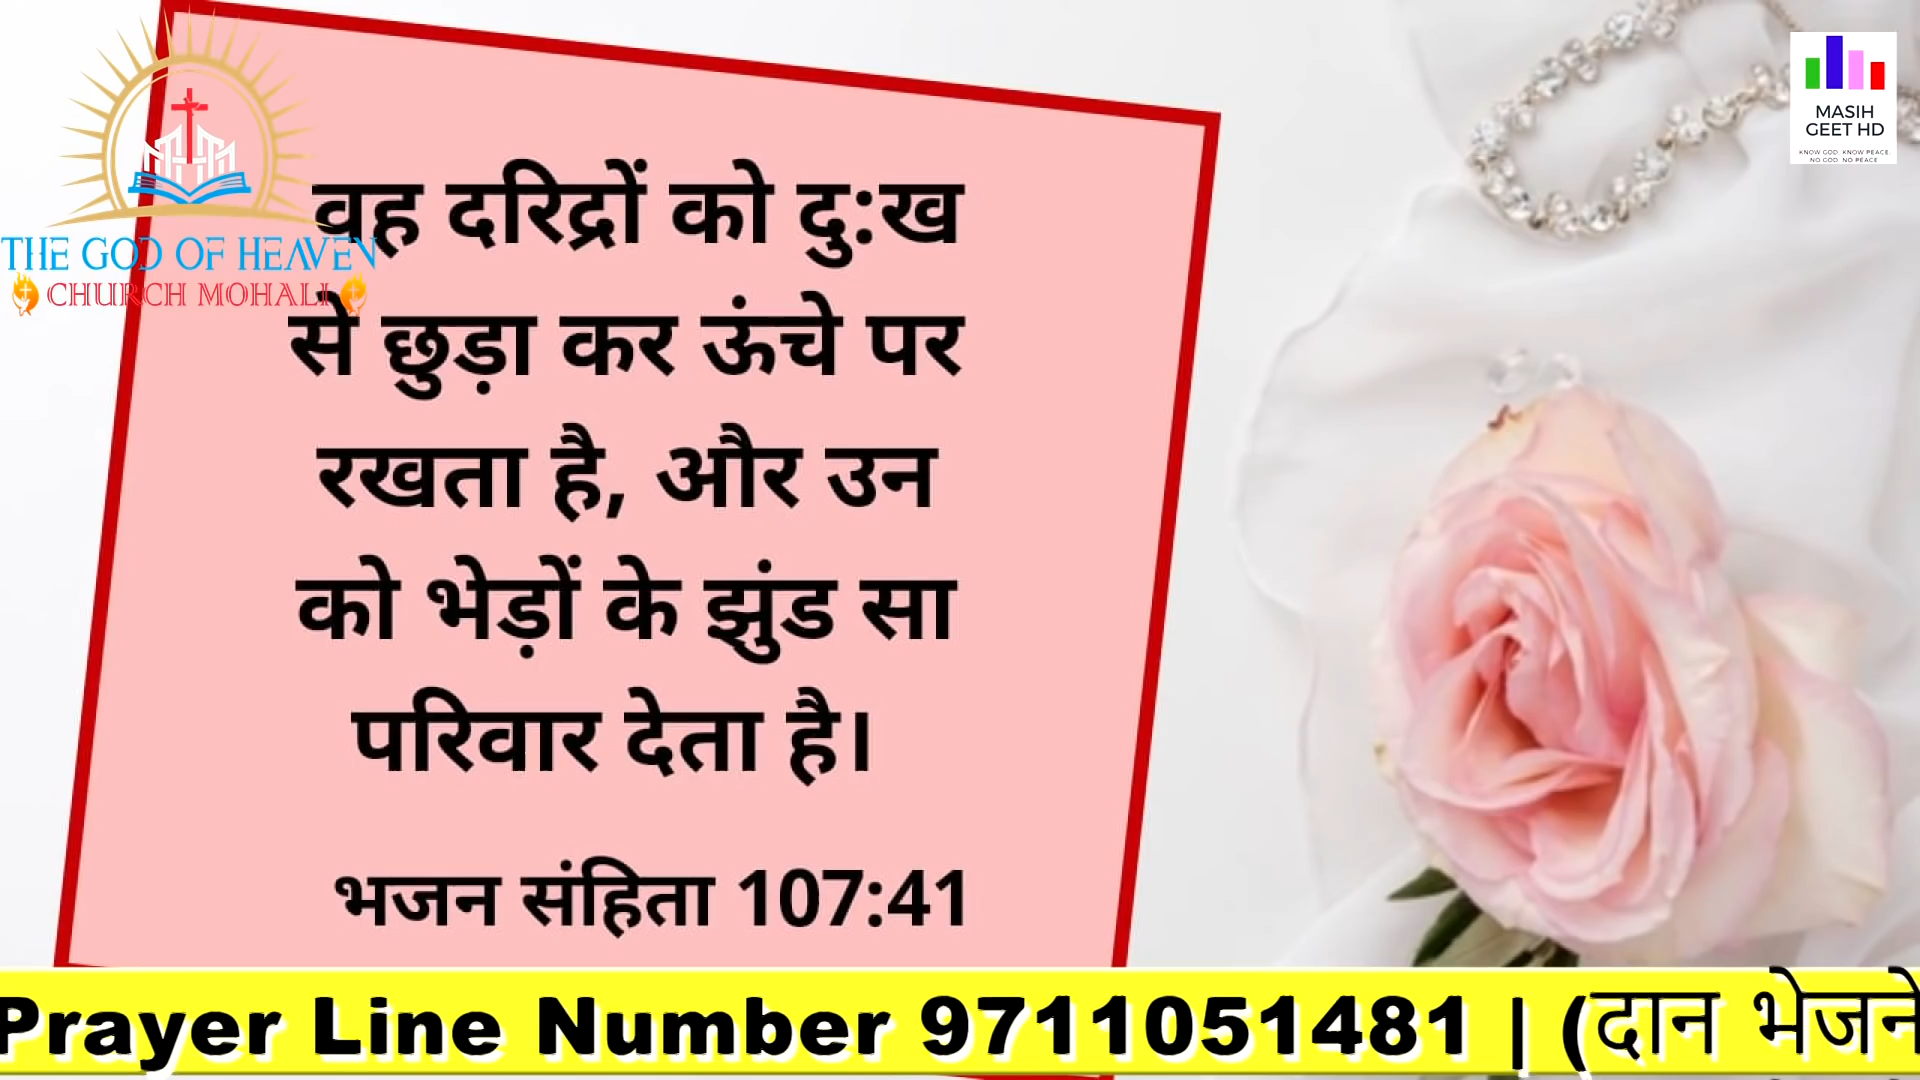 THE GOD OF HEAVEN
CHURCH MOHALI
MASIH
GEET HD
KNOW GOD KNOW PEACE.
NO GOD NO PEACE
वह दरिद्रों को दु:ख
से छुड़ा कर ऊंचे पर
रखता है, और उन
को भेड़ों के झुंड सा
परिवार देता है।
भजन संहिता 107:41
Prayer Line Number 9711051481 | (दान भेजने